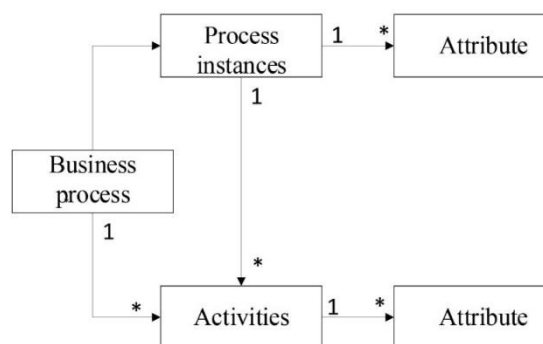 Process
instances
1
*
Attribute
1
Business
process
1
*
*
Activities
1
*
Attribute